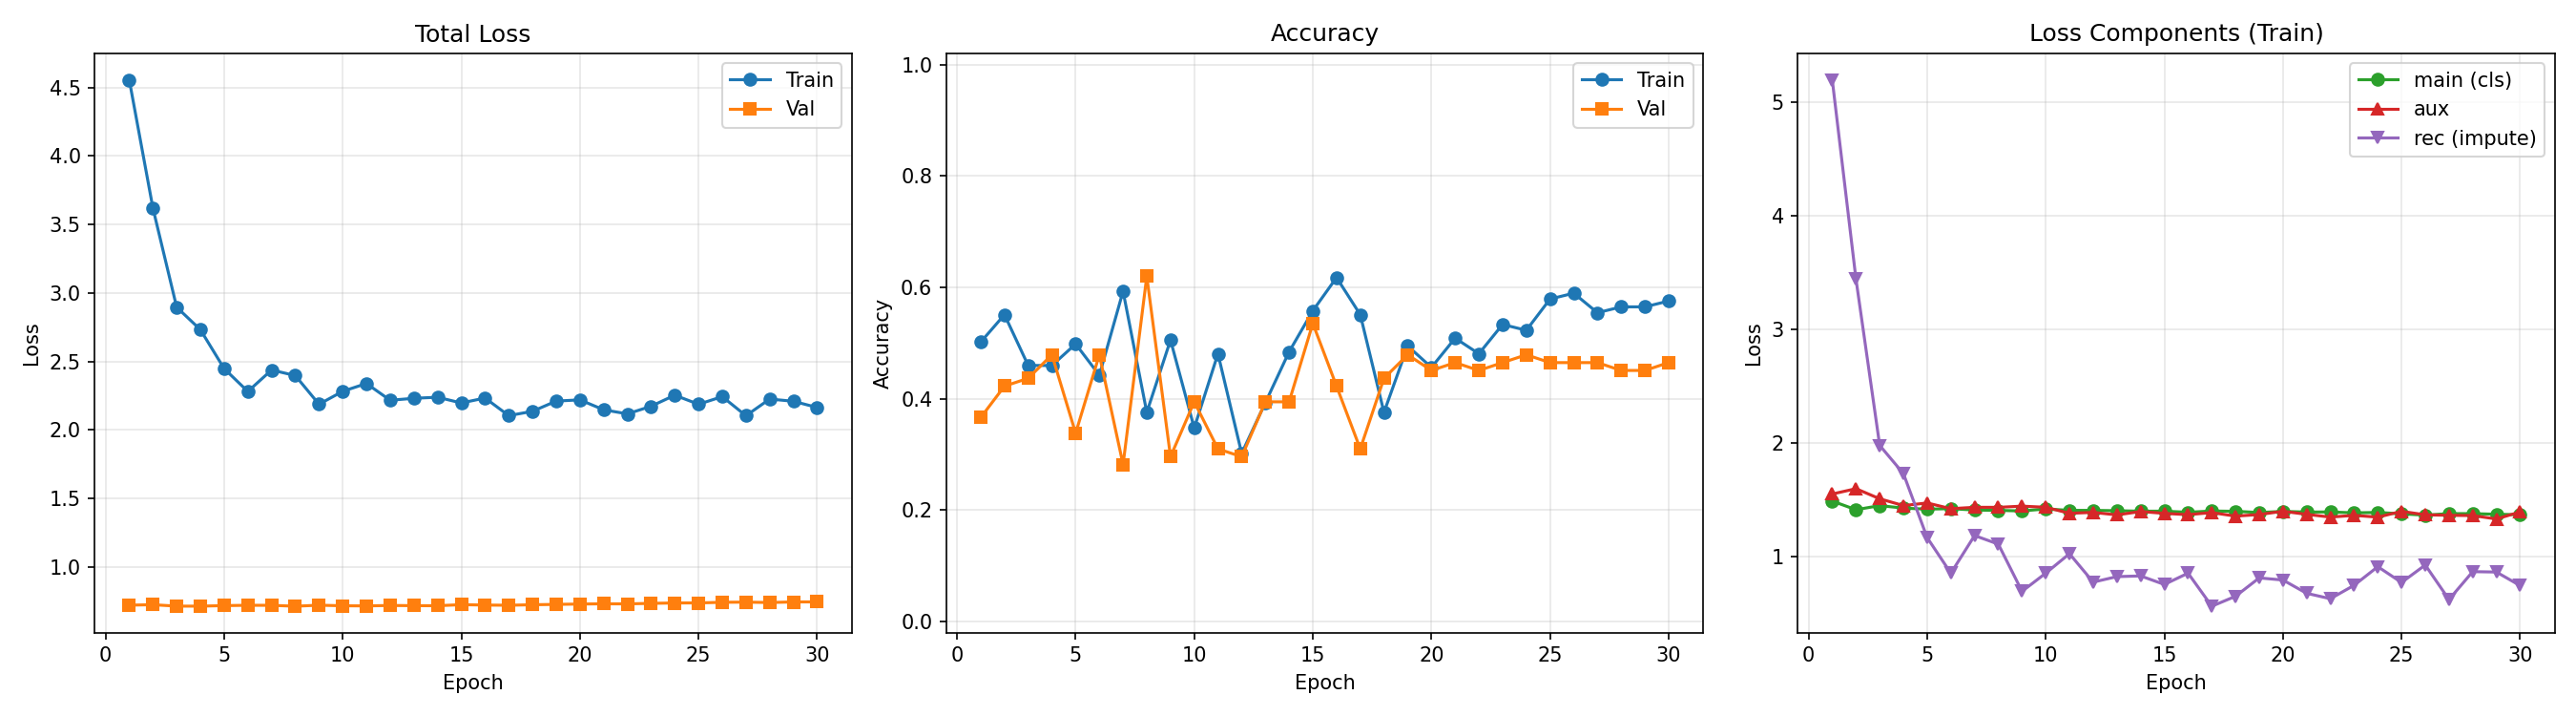 Total Loss
4.5
4.0
3.5
3.0
2.5
2.0
1.5
1.0
Loss
0 5 10 15 20 25 30
Epoch
Train
Val
Accuracy
1.0
0.8
0.6
0.4
0.2
0.0
Accuracy
0 5 10 15 20 25 30
Epoch
Train
Val
Loss Components (Train)
5
4
3
2
1
Loss
0 5 10 15 20 25 30
Epoch
main (cls)
aux
rec (impute)